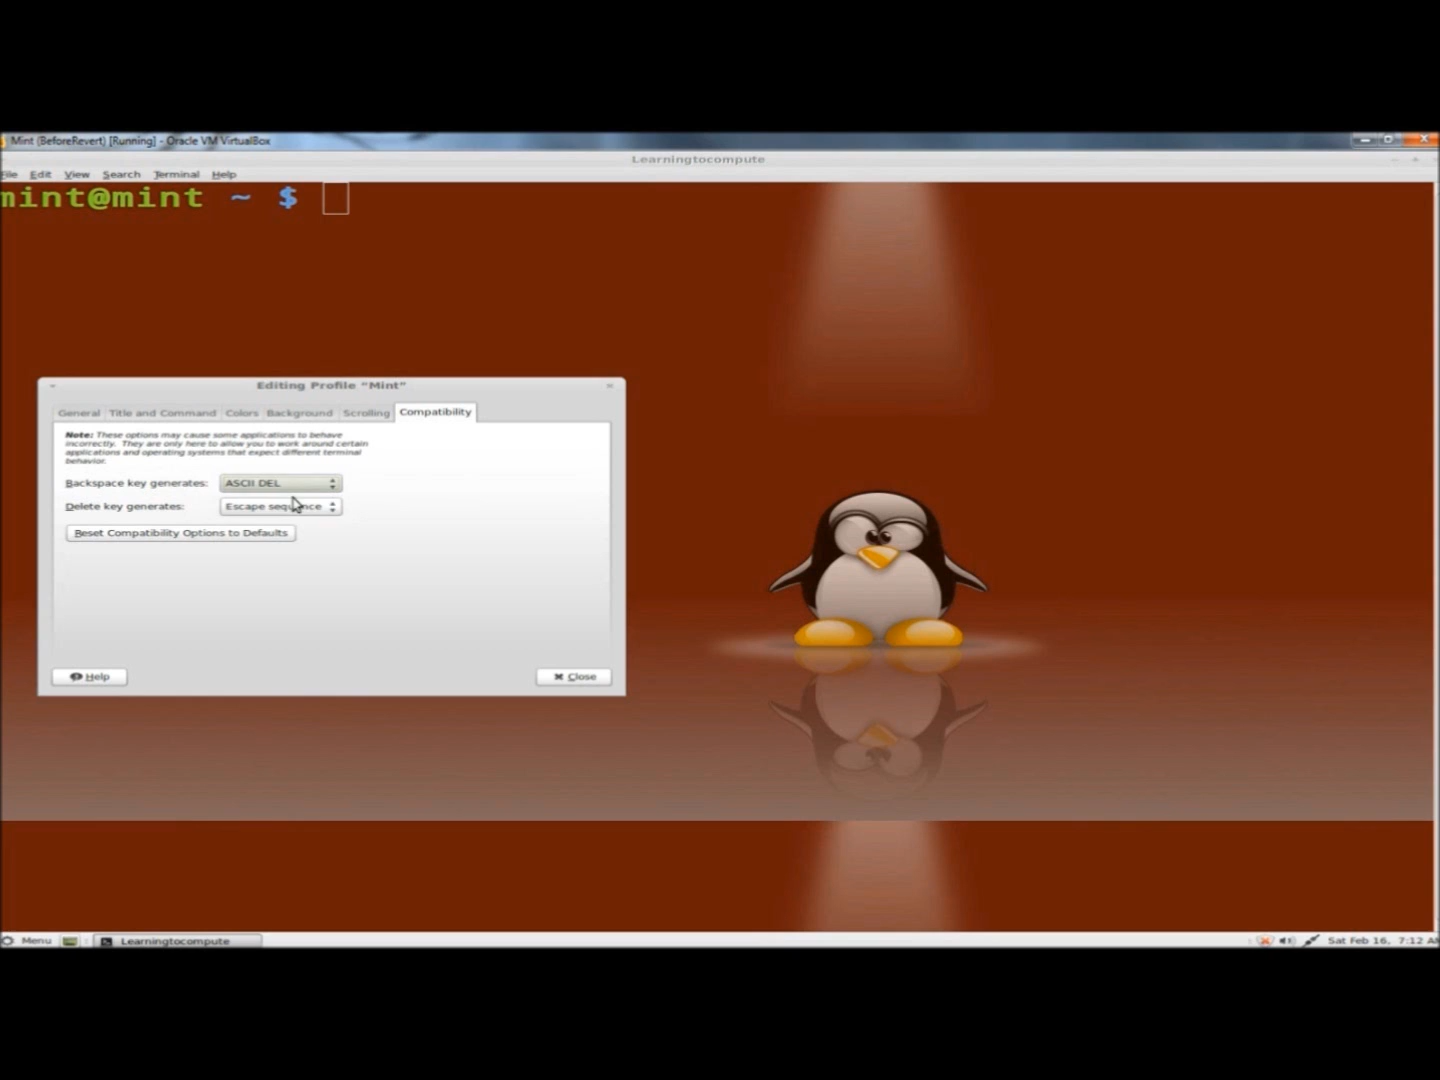 Mint (BeforeRevert) [Running] - Oracle VM VirtualBox
Learningtocompute
File Edit View Search Terminal Help
mint@mint ~ $
Editing Profile "Mint"
General Title and Command Colors Background Scrolling Compatibility
Note: These options may cause some applications to behave
incorrectly. They are only here to allow you to work around certain
applications and operating systems that expect different terminal
behavior.
Backspace key generates: ASCII DEL
Delete key generates: Escape sequence
Reset Compatibility Options to Defaults
Help Close
Menu Learningtocompute Sat Feb 16, 7:12 AM